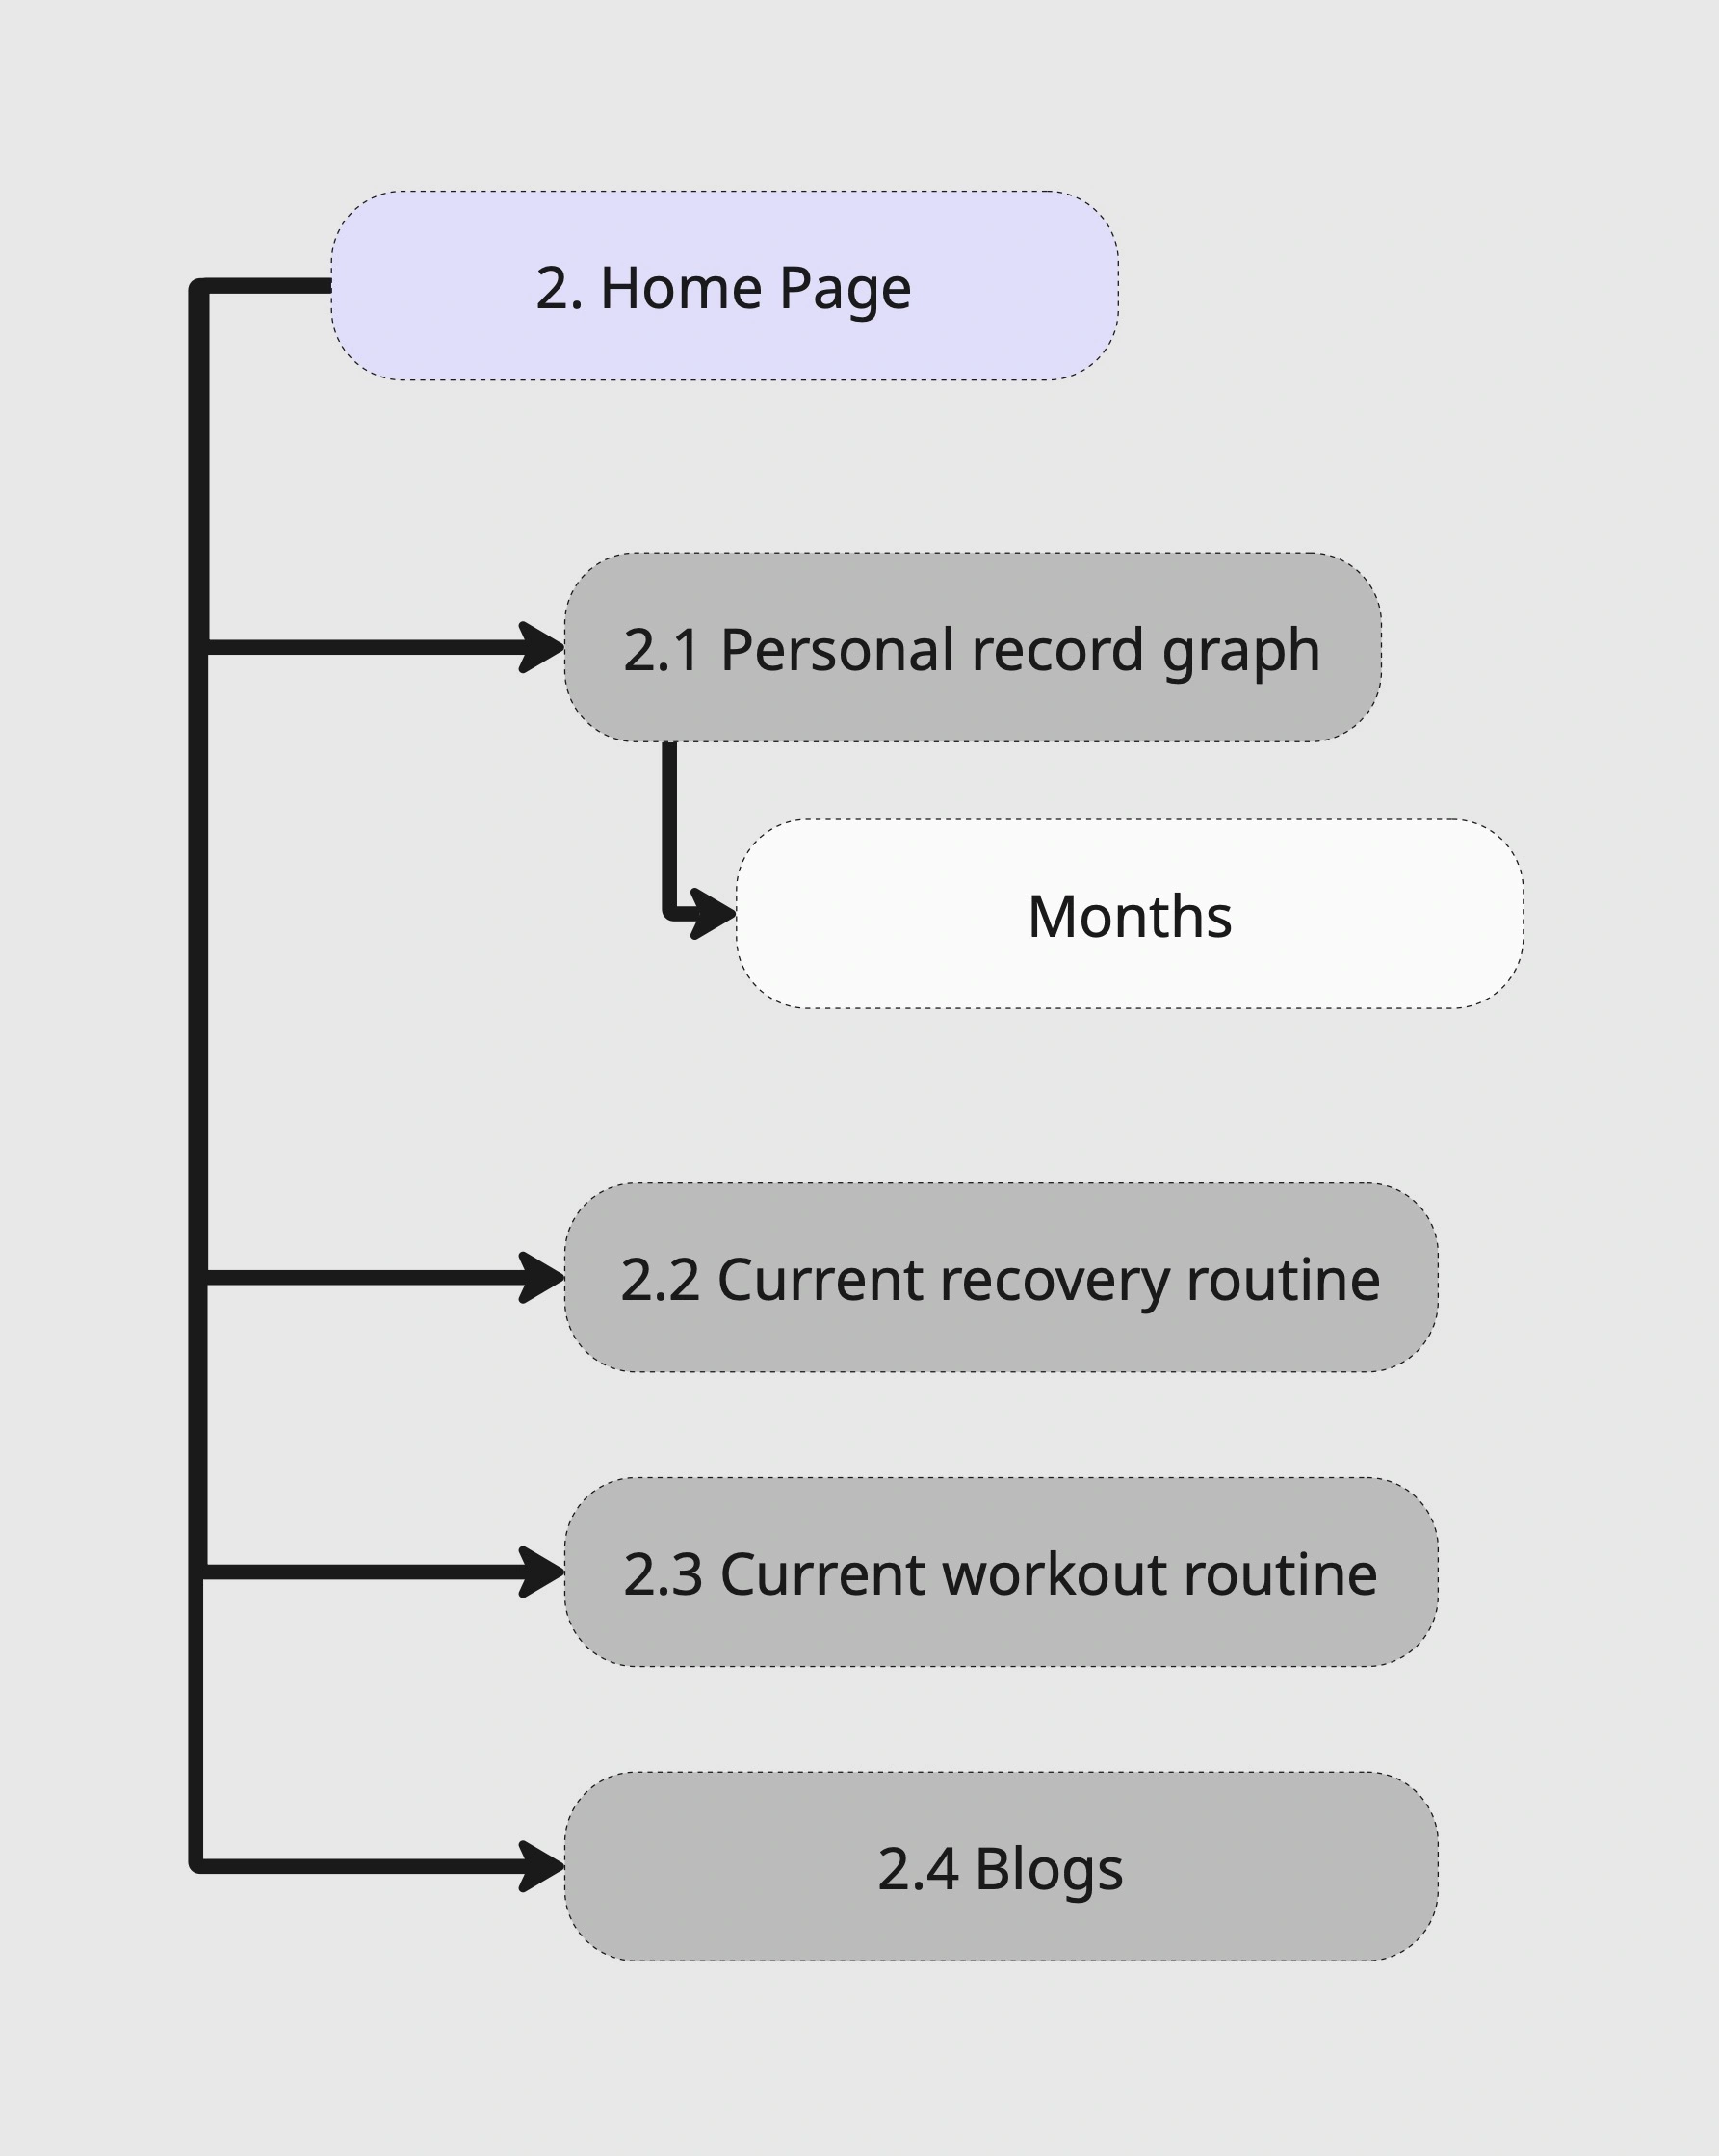 2. Home Page
2.1 Personal record graph
Months
2.2 Current recovery routine
2.3 Current workout routine
2.4 Blogs